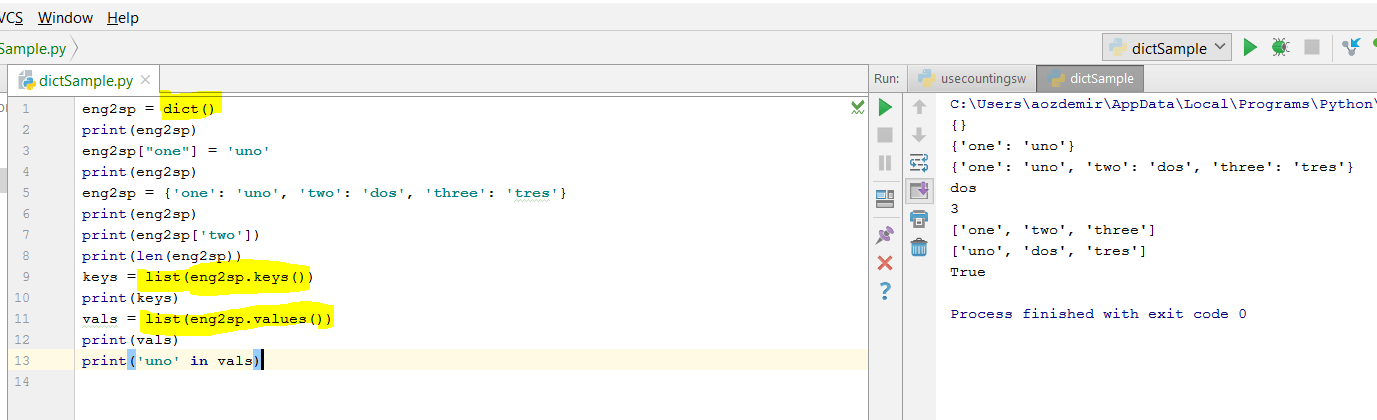 VCS Window Help
Sample.py
dictSample
dictSample.py
Run: usecountingsw dictSample
1 eng2sp = dict()
2 print(eng2sp)
3 eng2sp["one"] = 'uno'
4 print(eng2sp)
5 eng2sp = {'one': 'uno', 'two': 'dos', 'three': 'tres'}
6 print(eng2sp)
7 print(eng2sp['two'])
8 print(len(eng2sp))
9 keys = list(eng2sp.keys())
10 print(keys)
11 vals = list(eng2sp.values())
12 print(vals)
13 print('uno' in vals)
14
C:\Users\aozdemir\AppData\Local\Programs\Python\
{}
{'one': 'uno'}
{'one': 'uno', 'two': 'dos', 'three': 'tres'}
dos
3
['one', 'two', 'three']
['uno', 'dos', 'tres']
True
Process finished with exit code 0